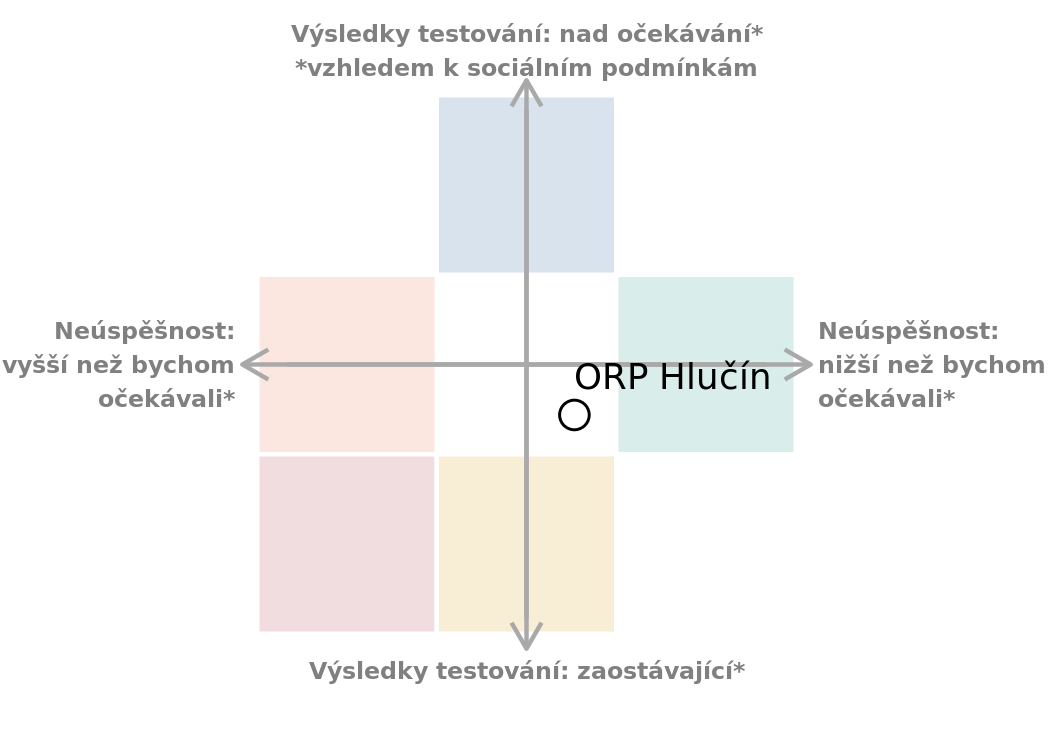 Výsledky testování: nad očekávání*
*vzhledem k sociálním podmínkám
Neúspěšnost:
vyšší než bychom
očekávali*
Neúspěšnost:
nižší než bychom
očekávali*
ORP Hlučín
Výsledky testování: zaostávající*